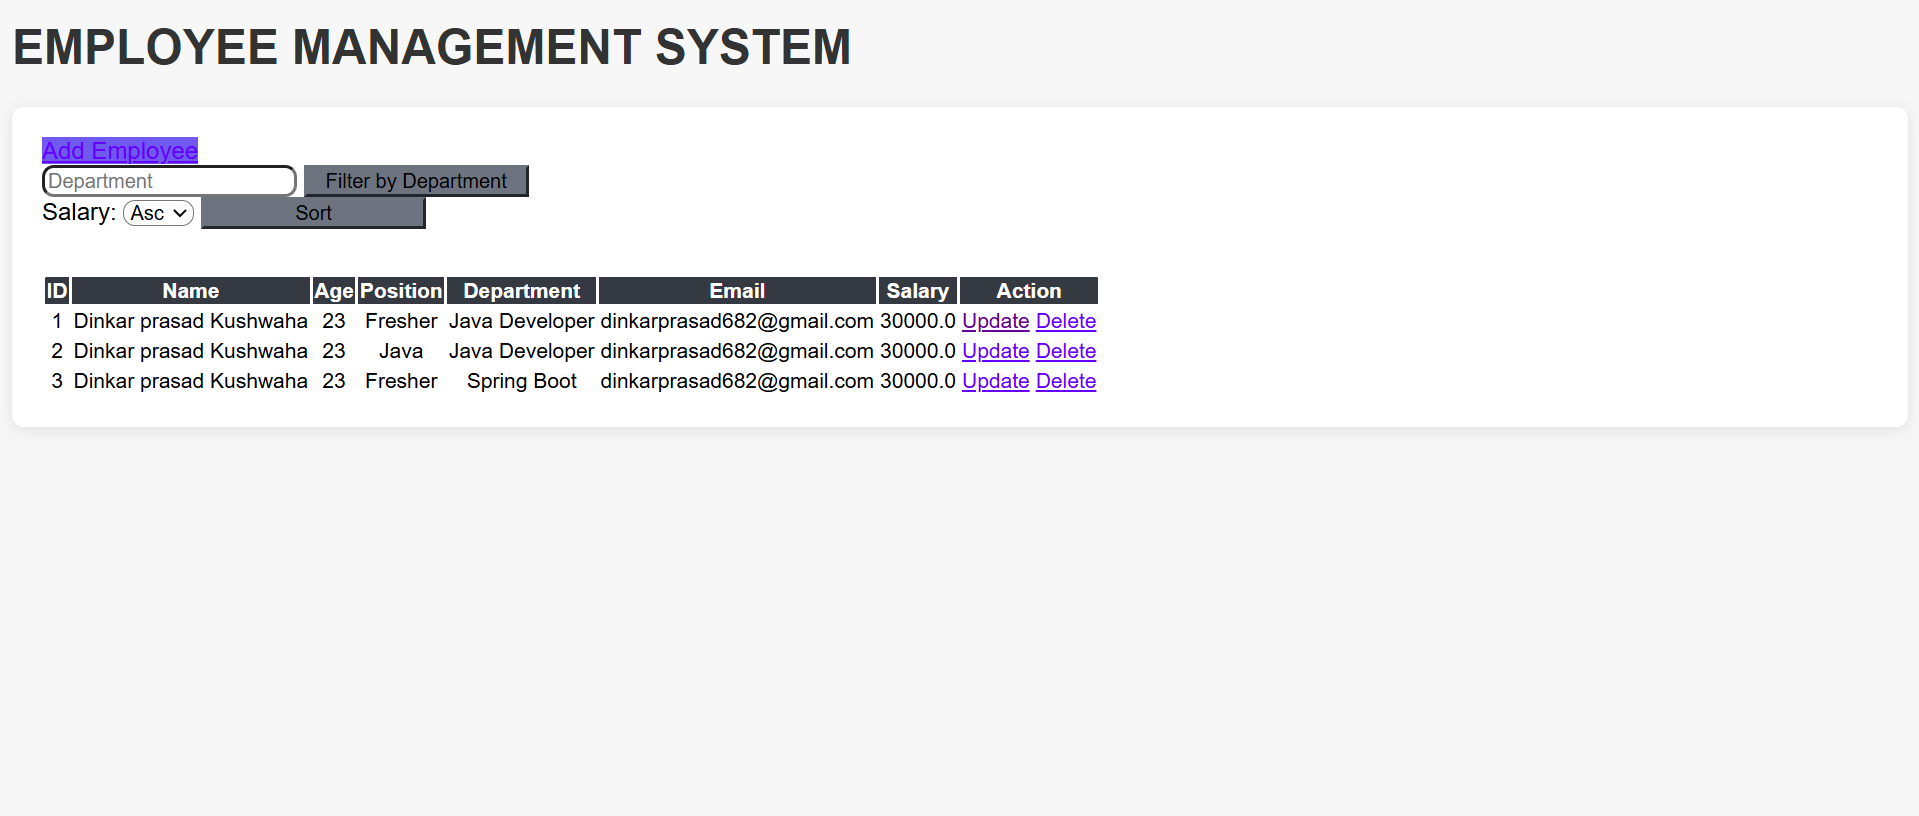 EMPLOYEE MANAGEMENT SYSTEM
Add Employee
Department Filter by Department
Salary: Asc Sort
ID Name Age Position Department Email Salary Action
1 Dinkar prasad Kushwaha 23 Fresher Java Developer dinkarprasad682@gmail.com 30000.0 Update Delete
2 Dinkar prasad Kushwaha 23 Java Java Developer dinkarprasad682@gmail.com 30000.0 Update Delete
3 Dinkar prasad Kushwaha 23 Fresher Spring Boot dinkarprasad682@gmail.com 30000.0 Update Delete